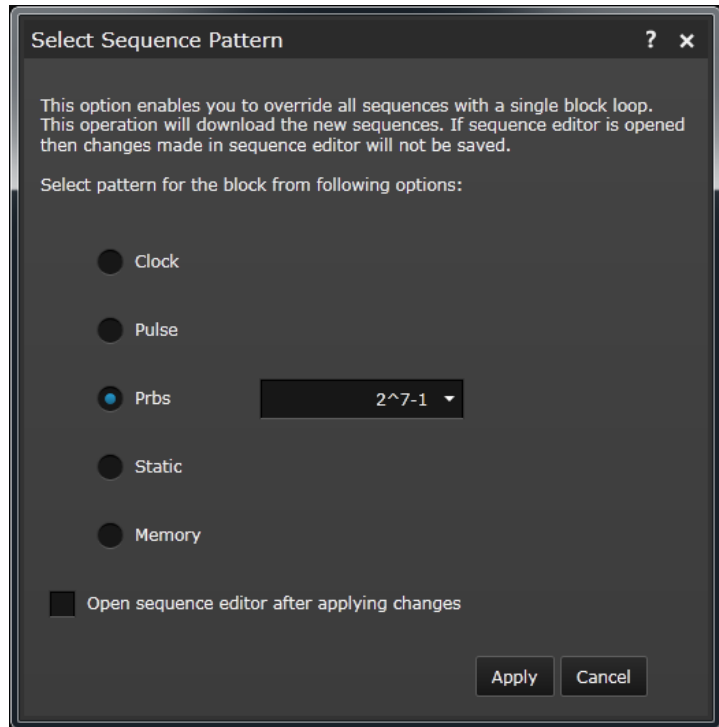 Select Sequence Pattern ? ×
This option enables you to override all sequences with a single block loop.
This operation will download the new sequences. If sequence editor is opened
then changes made in sequence editor will not be saved.
Select pattern for the block from following options:
Clock
Pulse
Prbs 2^7-1
Static
Memory
Open sequence editor after applying changes
Apply Cancel